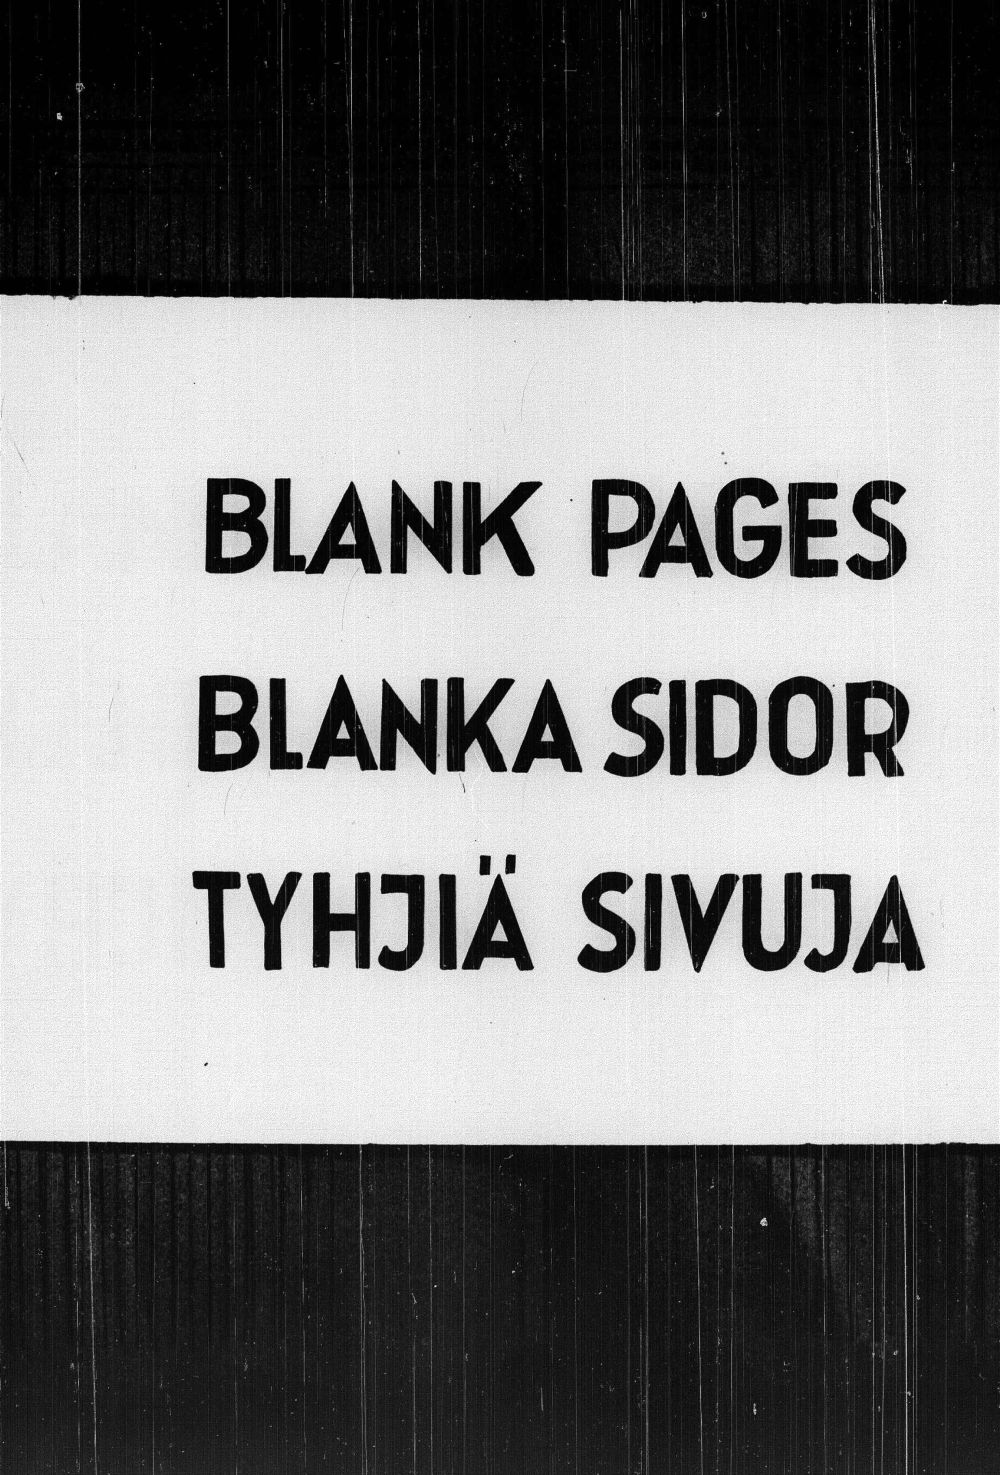 BLANK PAGES
BLANKA SIDOR
TYHJIÄ SIVUJA